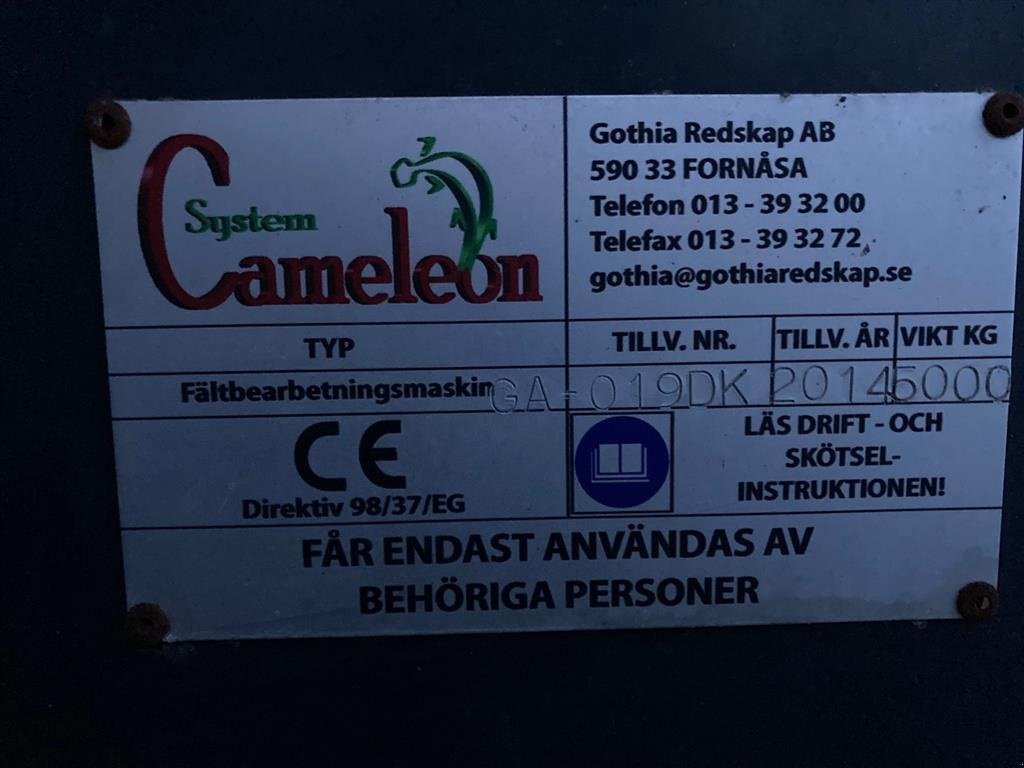 System
Cameleon
Gothia Redskap AB
590 33 FORNÅSA
Telefon 013 - 39 32 00
Telefax 013 - 39 32 72
gothia@gothiaredskap.se
TYP
TILLV. NR.
TILLV. ÅR
VIKT KG
Fältbearbetningsmaskin
GA-019DK
2014
5000
CE
Direktiv 98/37/EG
LÄS DRIFT - OCH
SKÖTSEL-
INSTRUKTIONEN!
FÅR ENDAST ANVÄNDAS AV
BEHÖRIGA PERSONER